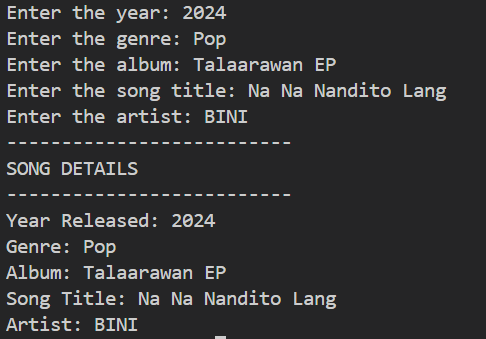 Enter the year: 2024
Enter the genre: Pop
Enter the album: Talaarawan EP
Enter the song title: Na Na Nandito Lang
Enter the artist: BINI
--------------------------
SONG DETAILS
--------------------------
Year Released: 2024
Genre: Pop
Album: Talaarawan EP
Song Title: Na Na Nandito Lang
Artist: BINI